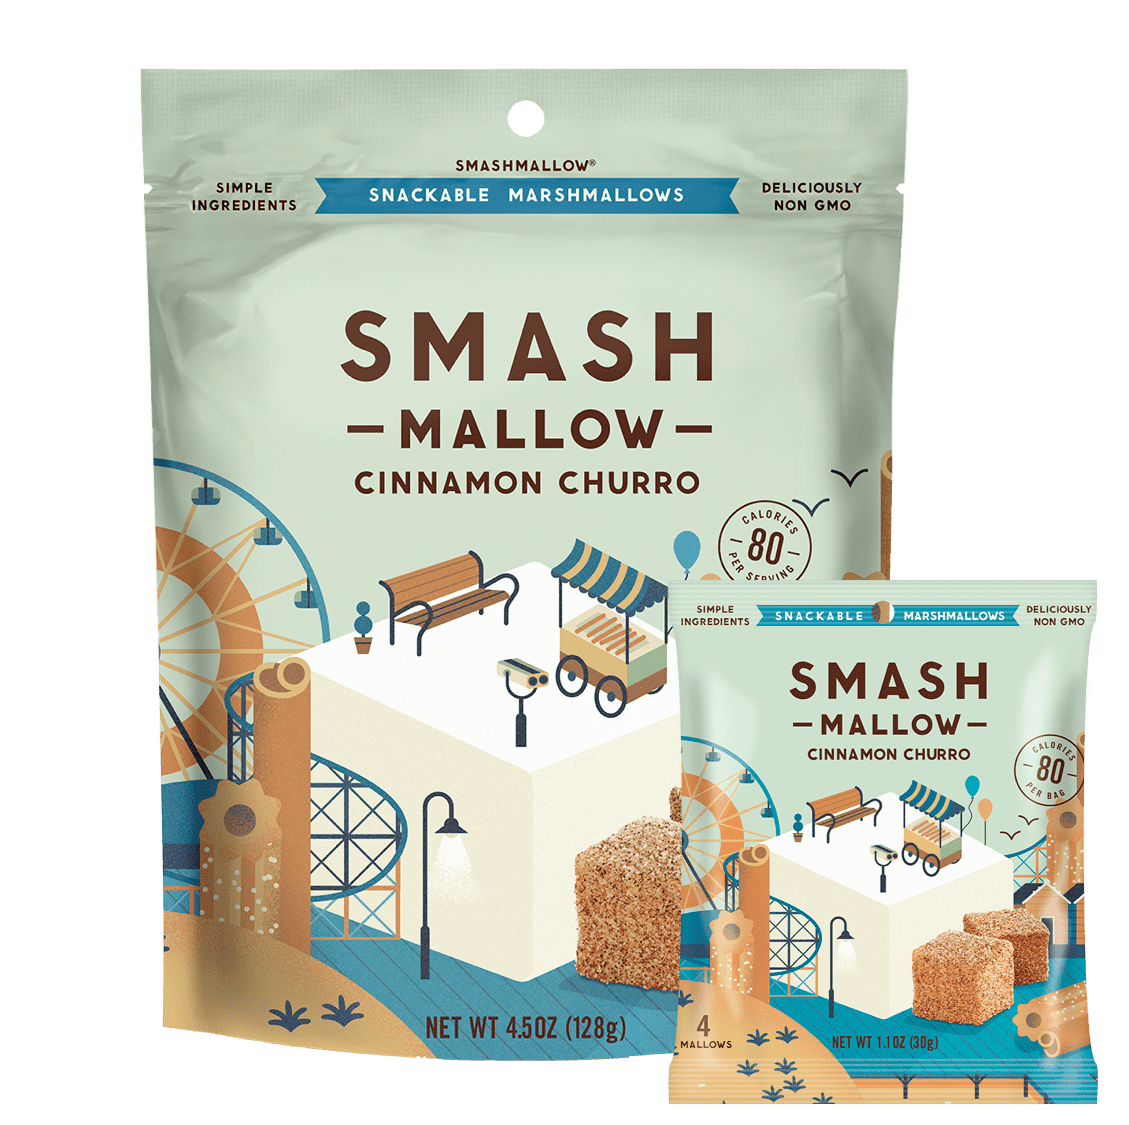 SMASHMALLOW®
SIMPLE
INGREDIENTS
SNACKABLE MARSHMALLOWS
DELICIOUSLY
NON GMO
SMASH
MALLOW
CINNAMON CHURRO
CALORIES
80
PER SERVING
NET WT 4.5OZ (128g)
SIMPLE
INGREDIENTS
SNACKABLE MARSHMALLOWS
DELICIOUSLY
NON GMO
SMASH
MALLOW
CINNAMON CHURRO
CALORIES
80
PER BAG
4
MALLOWS
NET WT 1.1OZ (30g)